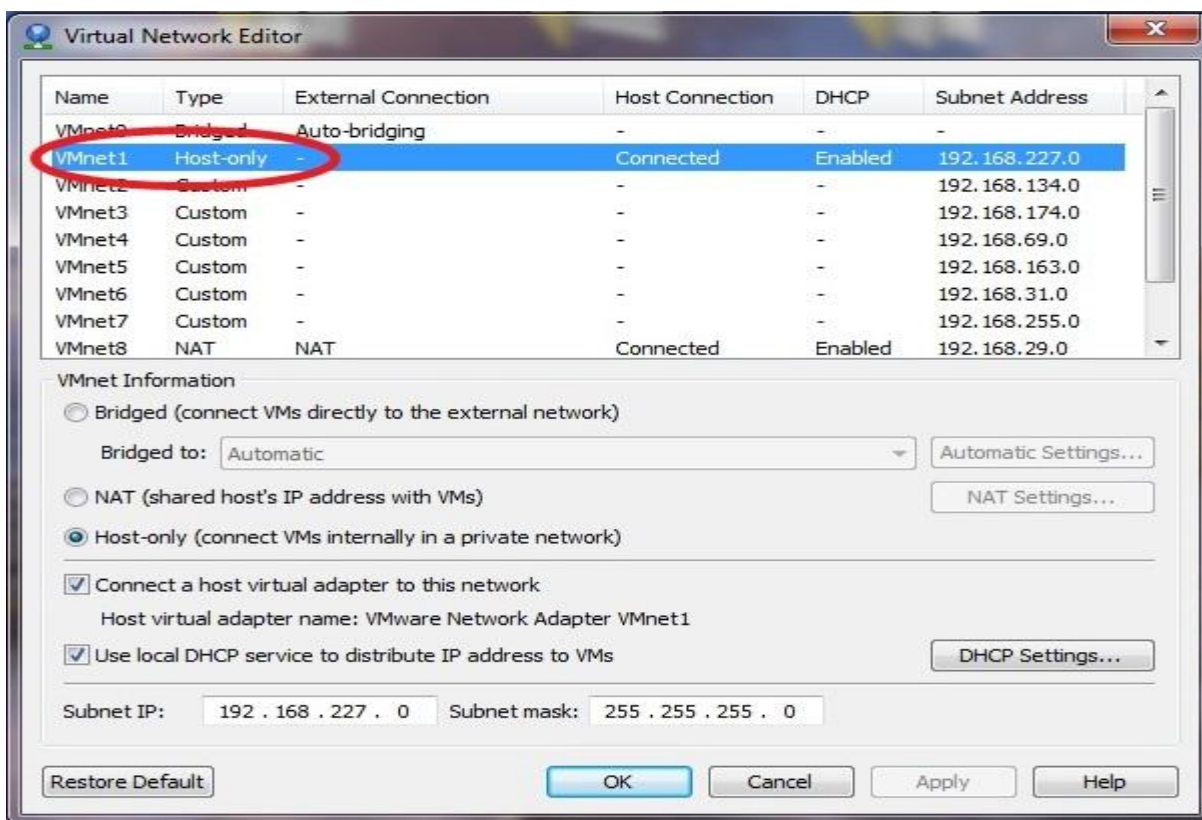 Virtual Network Editor
Name Type External Connection Host Connection DHCP Subnet Address
VMnet0 Bridged Auto-bridging - - -
VMnet1 Host-only - Connected Enabled 192.168.227.0
VMnet2 Custom - - - 192.168.134.0
VMnet3 Custom - - - 192.168.174.0
VMnet4 Custom - - - 192.168.69.0
VMnet5 Custom - - - 192.168.163.0
VMnet6 Custom - - - 192.168.31.0
VMnet7 Custom - - - 192.168.255.0
VMnet8 NAT NAT Connected Enabled 192.168.29.0
VMnet Information
Bridged (connect VMs directly to the external network)
Bridged to: Automatic Automatic Settings...
NAT (shared host's IP address with VMs) NAT Settings...
Host-only (connect VMs internally in a private network)
Connect a host virtual adapter to this network
Host virtual adapter name: VMware Network Adapter VMnet1
Use local DHCP service to distribute IP address to VMs DHCP Settings...
Subnet IP: 192 . 168 . 227 . 0 Subnet mask: 255 . 255 . 255 . 0
Restore Default OK Cancel Apply Help